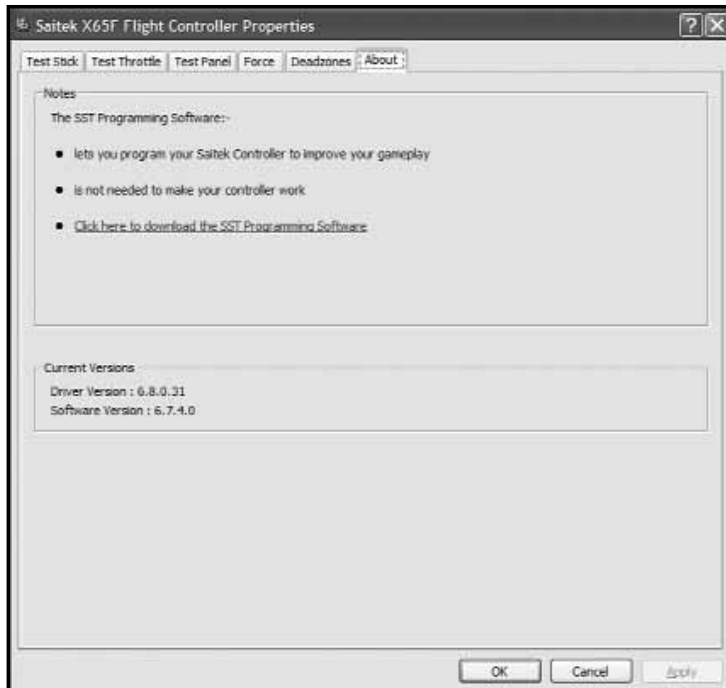 Saitek X65F Flight Controller Properties
Test Stick Test Throttle Test Panel Force Deadzones About
Notes
The SST Programming Software:-
lets you program your Saitek Controller to improve your gameplay
is not needed to make your controller work
Click here to download the SST Programming Software
Current Versions
Driver Version : 6.8.0.31
Software Version : 6.7.4.0
OK Cancel Apply